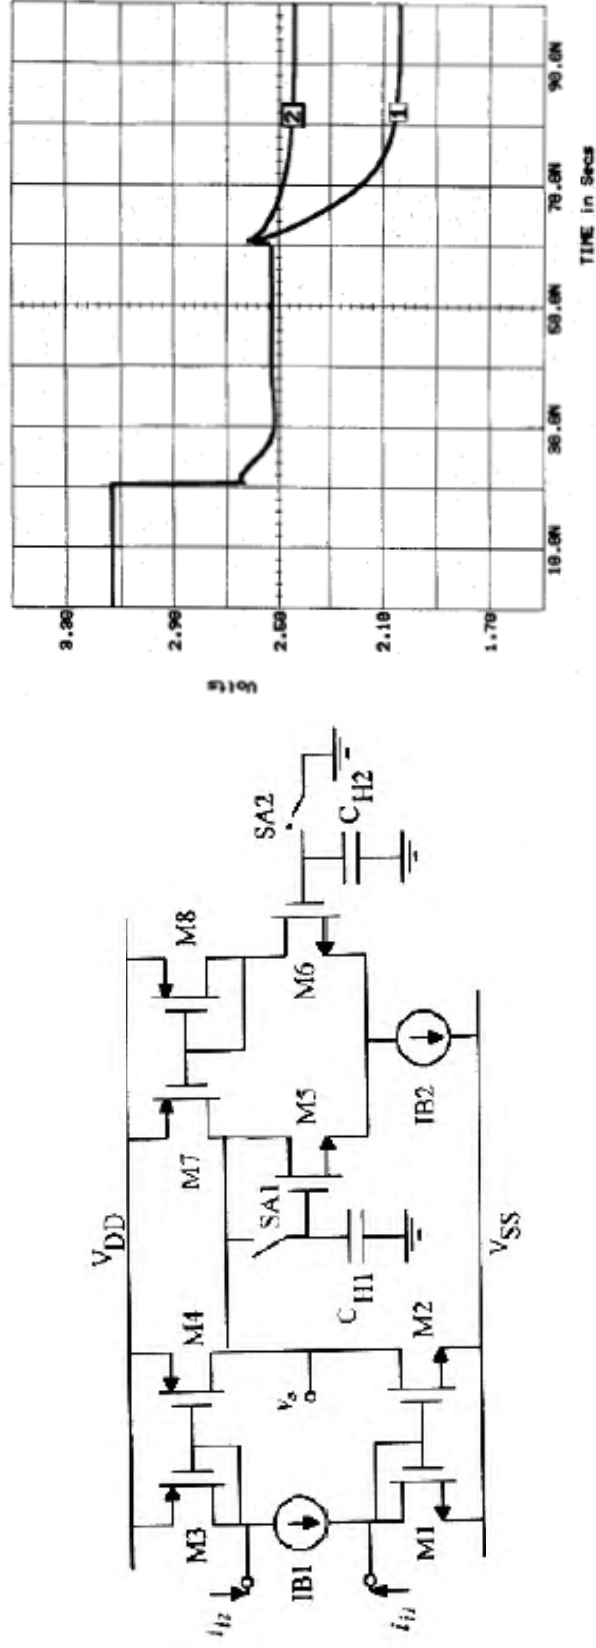 V_DD
M3
M4
M7
M8
i_i2
IB1
v_o
SA1
M5
M6
SA2
C_H1
C_H2
i_i1
M1
M2
IB2
V_SS
Volts
3.30
2.90
2.50
2.10
1.70
1
2
10.0N
30.0N
50.0N
70.0N
90.0N
TIME in Secs